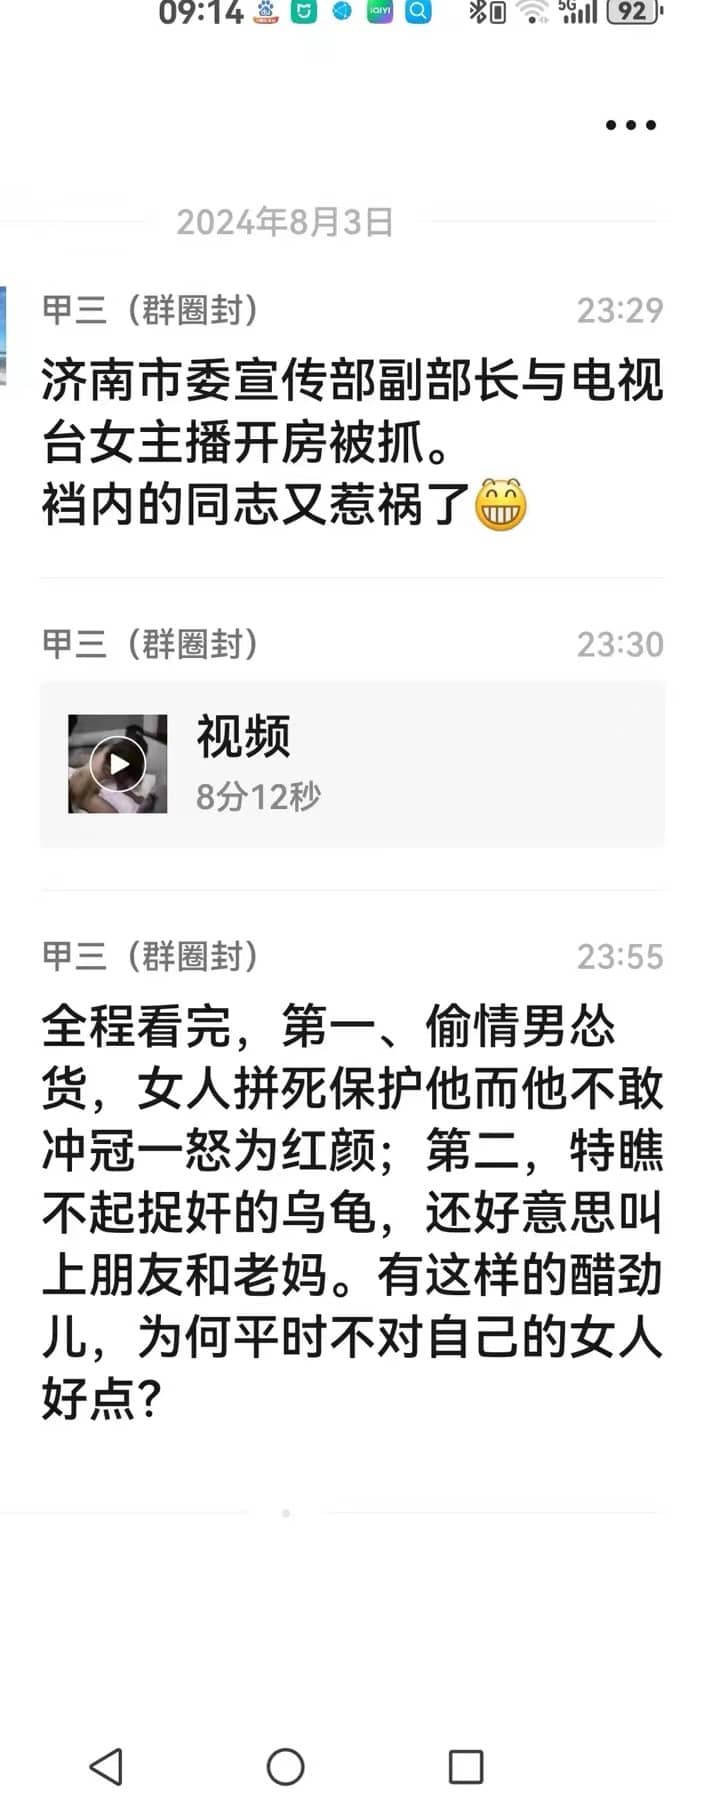 09:14
5G
92
2024年8月3日
甲三（群圈封）
23:29
济南市委宣传部副部长与电视
台女主播开房被抓。
裆内的同志又惹祸了😁
甲三（群圈封）
23:30
视频
8分12秒
甲三（群圈封）
23:55
全程看完，第一、偷情男怂
货，女人拼死保护他而他不敢
冲冠一怒为红颜；第二，特瞧
不起捉奸的乌龟，还好意思叫
上朋友和老妈。有这样的醋劲
儿，为何平时不对自己的女人
好点？